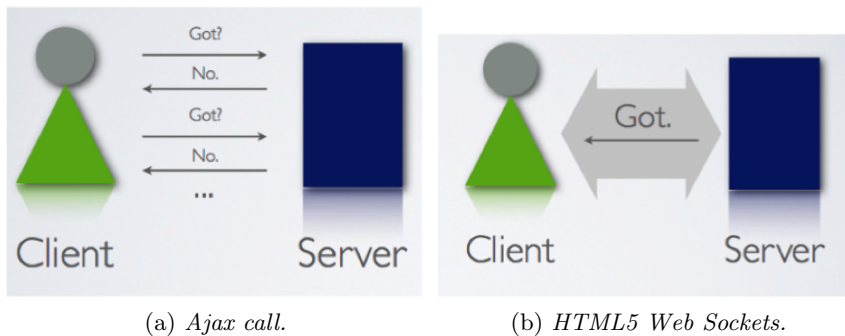 Got?
No.
Got?
No.
...
Client Server
Got.
Client Server
(a) Ajax call.
(b) HTML5 Web Sockets.